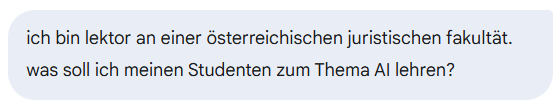 ich bin lektor an einer österreichischen juristischen fakultät.
was soll ich meinen Studenten zum Thema AI lehren?